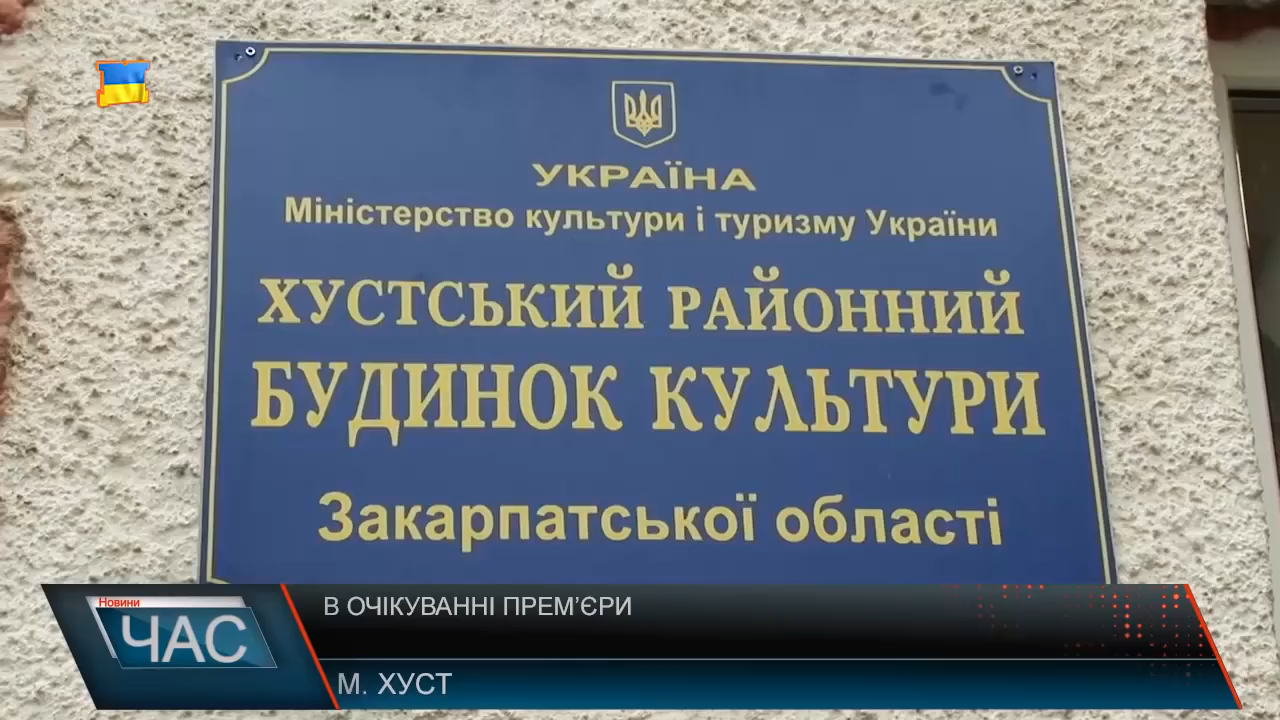 УКРАЇНА
Міністерство культури і туризму України
ХУСТСЬКИЙ РАЙОННИЙ
БУДИНОК КУЛЬТУРИ
Закарпатської області
Новини
ЧАС
В ОЧІКУВАННІ ПРЕМ’ЄРИ
М. ХУСТ